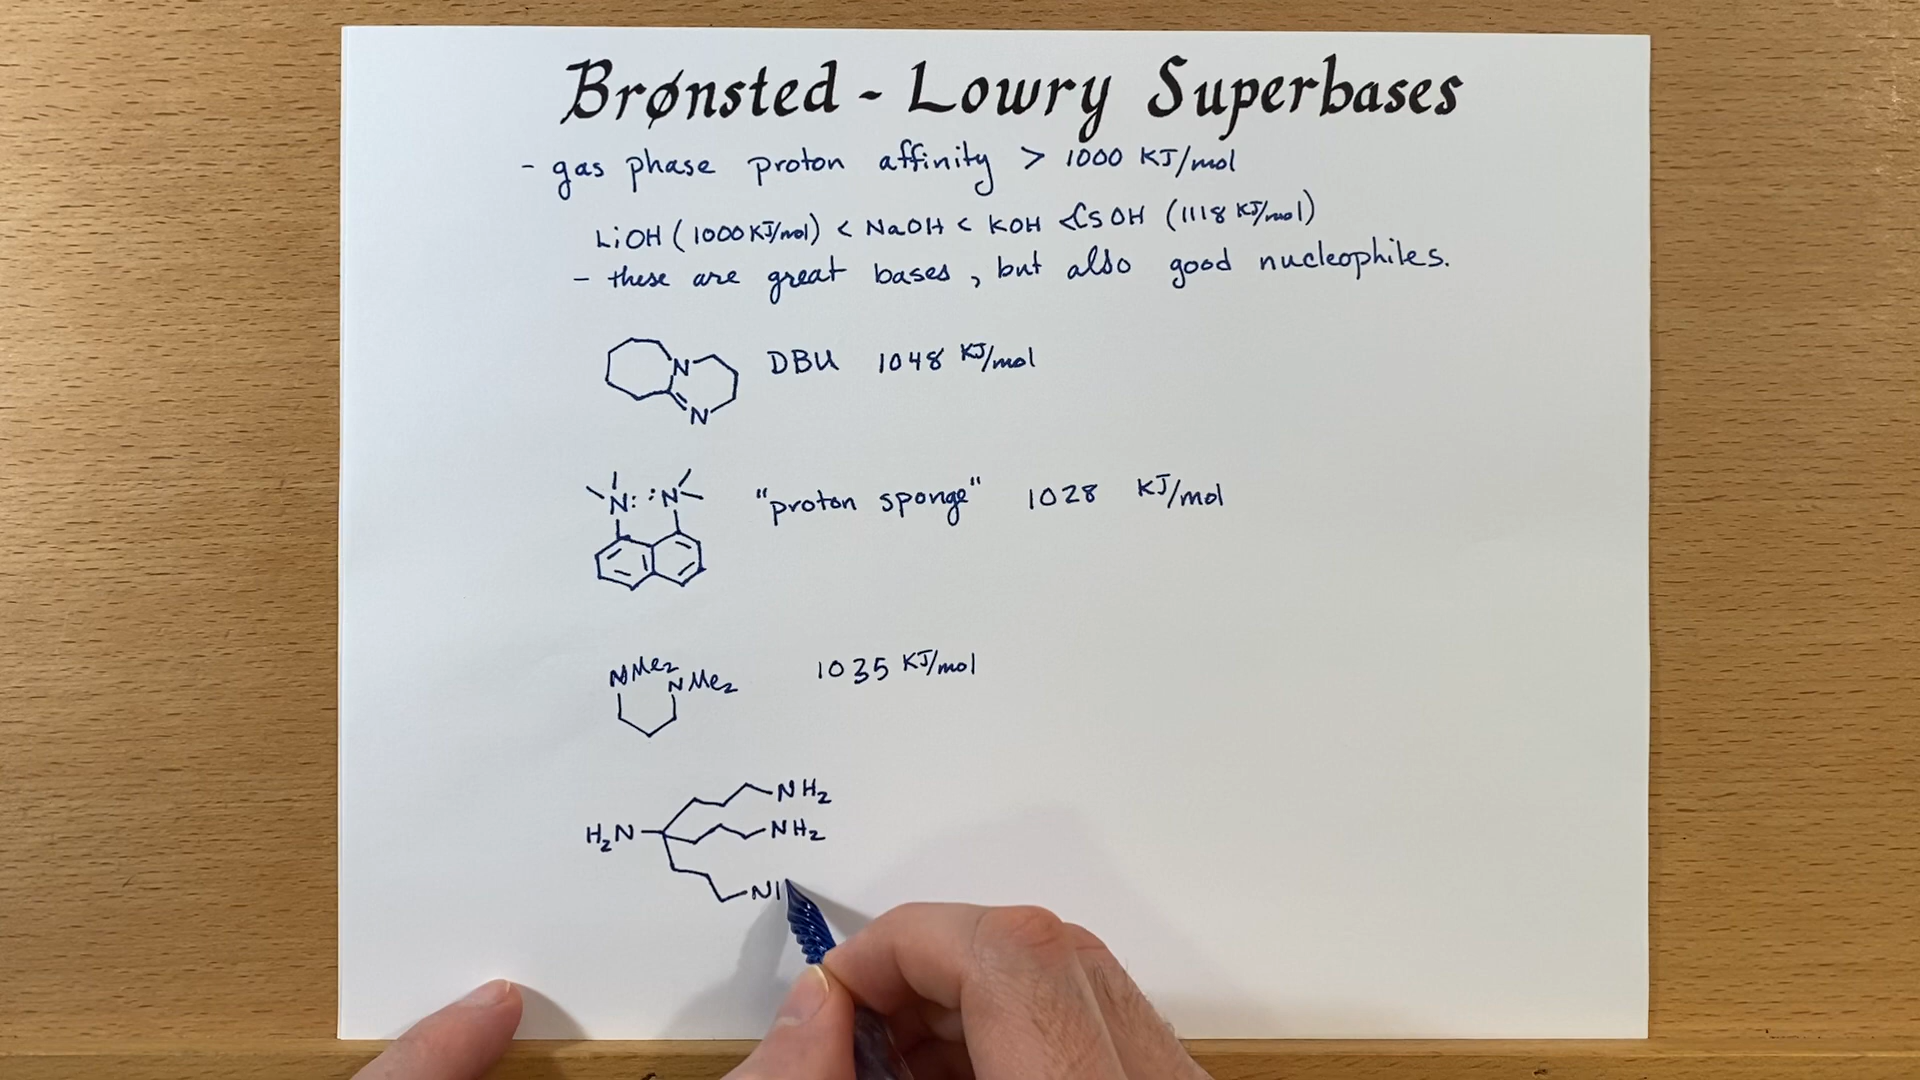 Brønsted - Lowry Superbases
- gas phase proton affinity > 1000 KJ/mol
LiOH (1000 KJ/mol) < NaOH < KOH < CsOH (1118 KJ/mol)
- these are great bases, but also good nucleophiles.
N
N
DBU 1048 KJ/mol
N: :N
"proton sponge" 1028 KJ/mol
NMe₂
NMe₂
1035 KJ/mol
NH₂
H₂N
NH₂
N